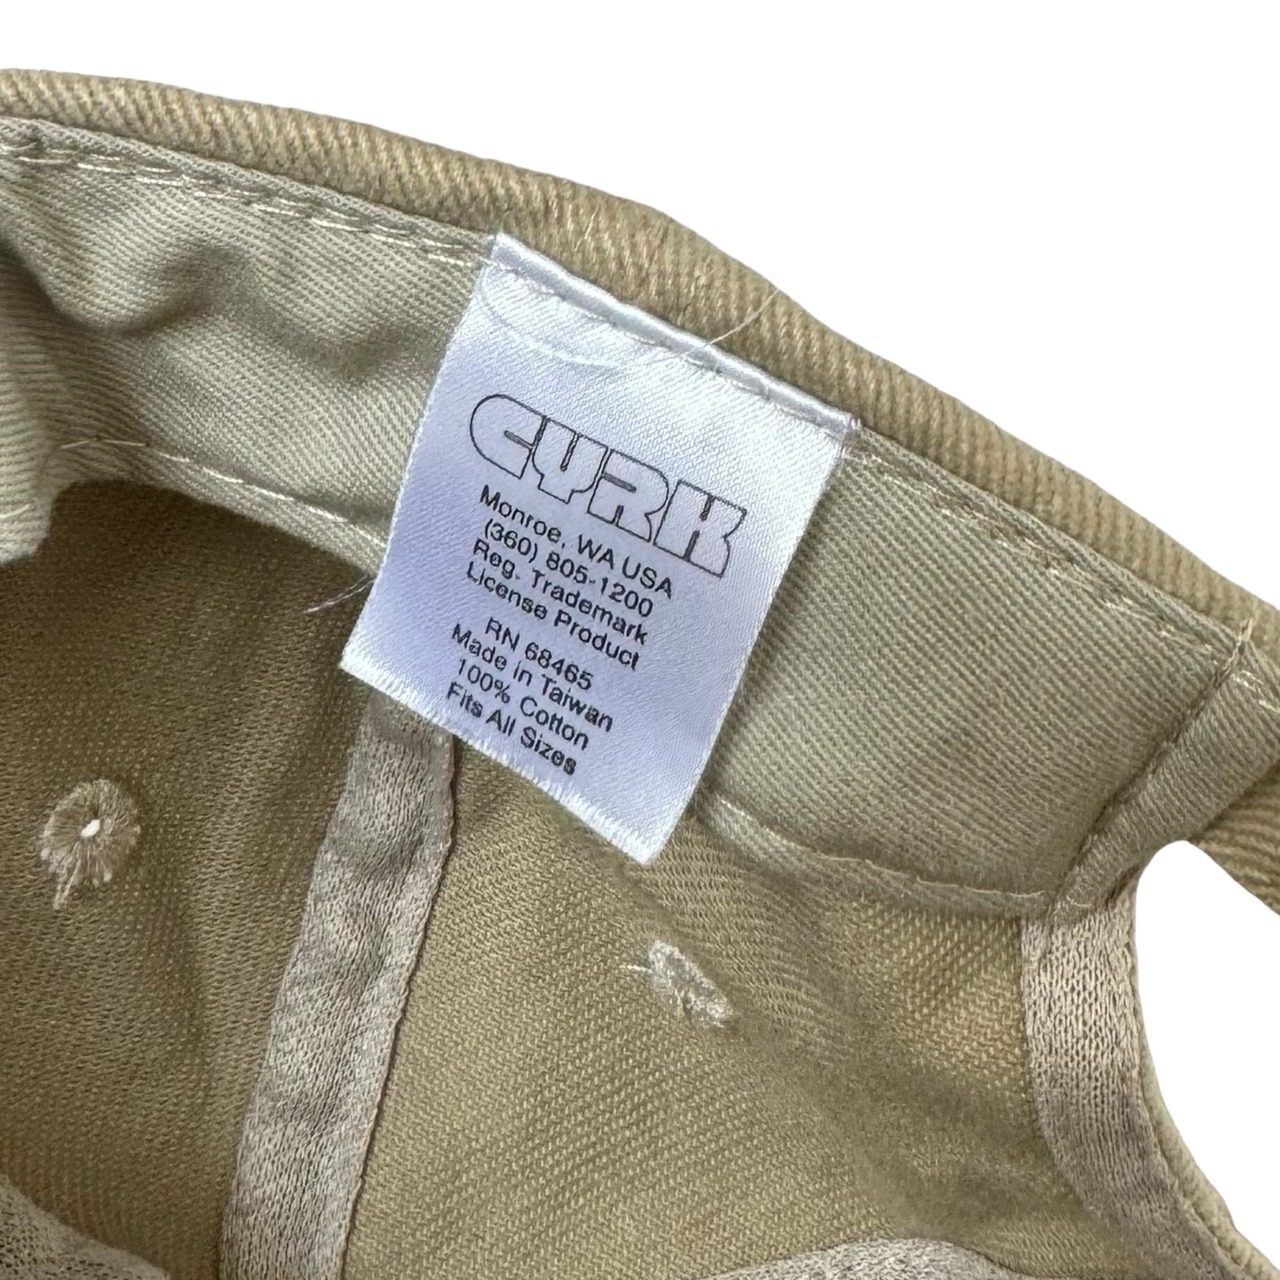 CYRK
Monroe, WA USA
(360) 805-1200
Reg. Trademark
License Product
RN 68465
Made in Taiwan
100% Cotton
Fits All Sizes